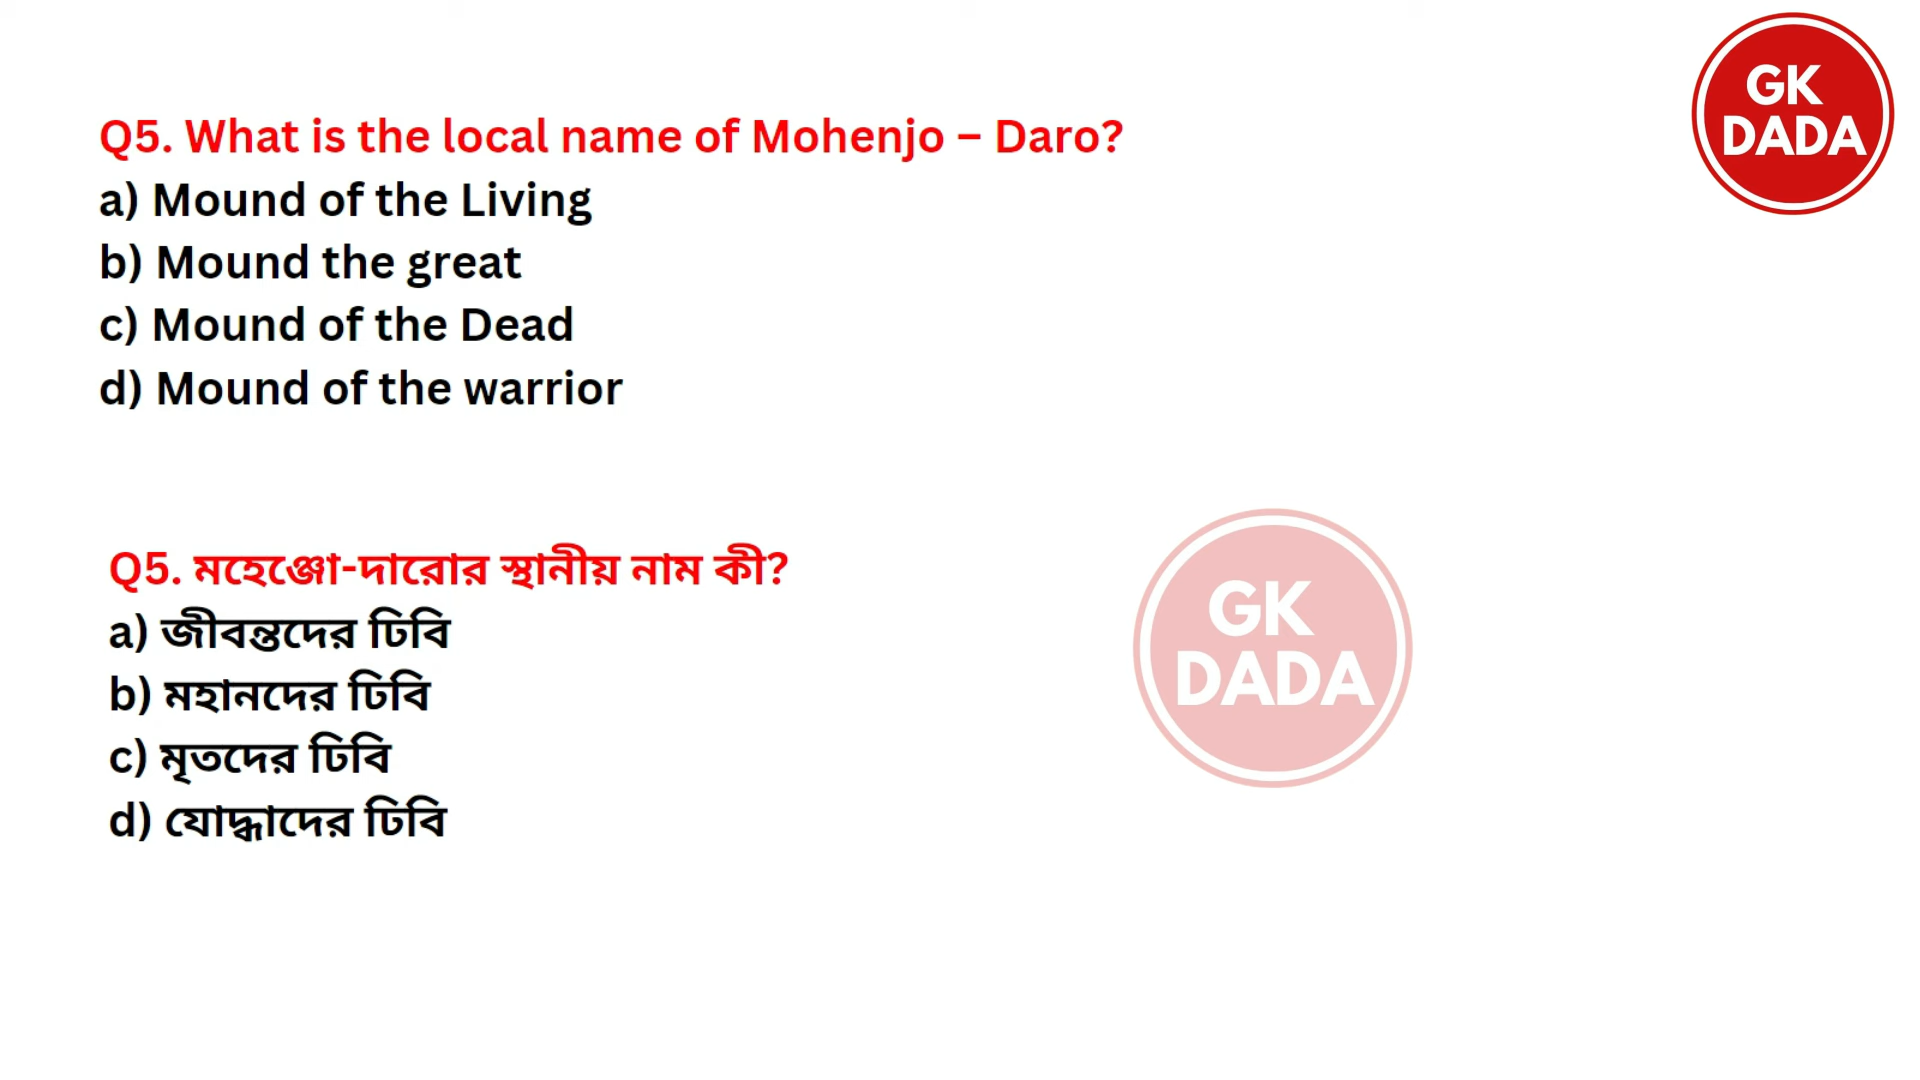 GK
DADA
Q5. What is the local name of Mohenjo – Daro?
a) Mound of the Living
b) Mound the great
c) Mound of the Dead
d) Mound of the warrior
Q5. মহেঞ্জো-দারোর স্থানীয় নাম কী?
a) জীবন্তদের ঢিবি
b) মহানদের ঢিবি
c) মৃতদের ঢিবি
d) যোদ্ধাদের ঢিবি
GK
DADA